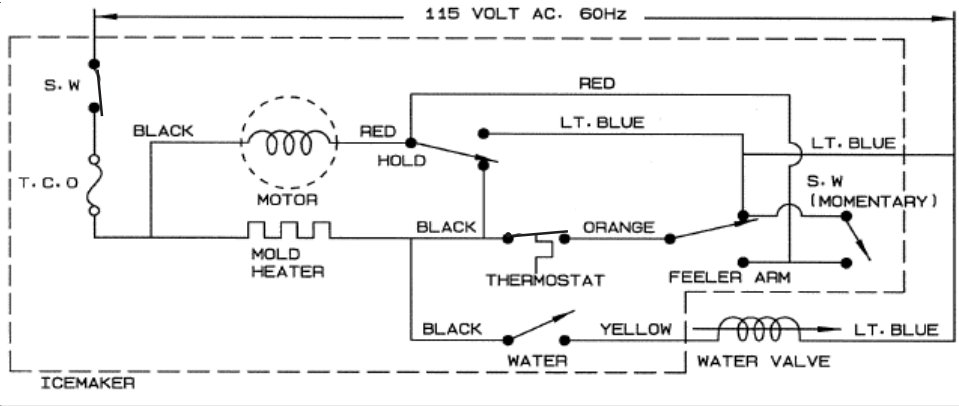 115 VOLT AC. 60Hz
S.W
RED
BLACK
RED
LT. BLUE
LT. BLUE
HOLD
T.C.O
S.W
MOTOR
(MOMENTARY)
BLACK
ORANGE
MOLD
HEATER
THERMOSTAT
FEELER ARM
BLACK
YELLOW
LT. BLUE
WATER
WATER VALVE
ICEMAKER